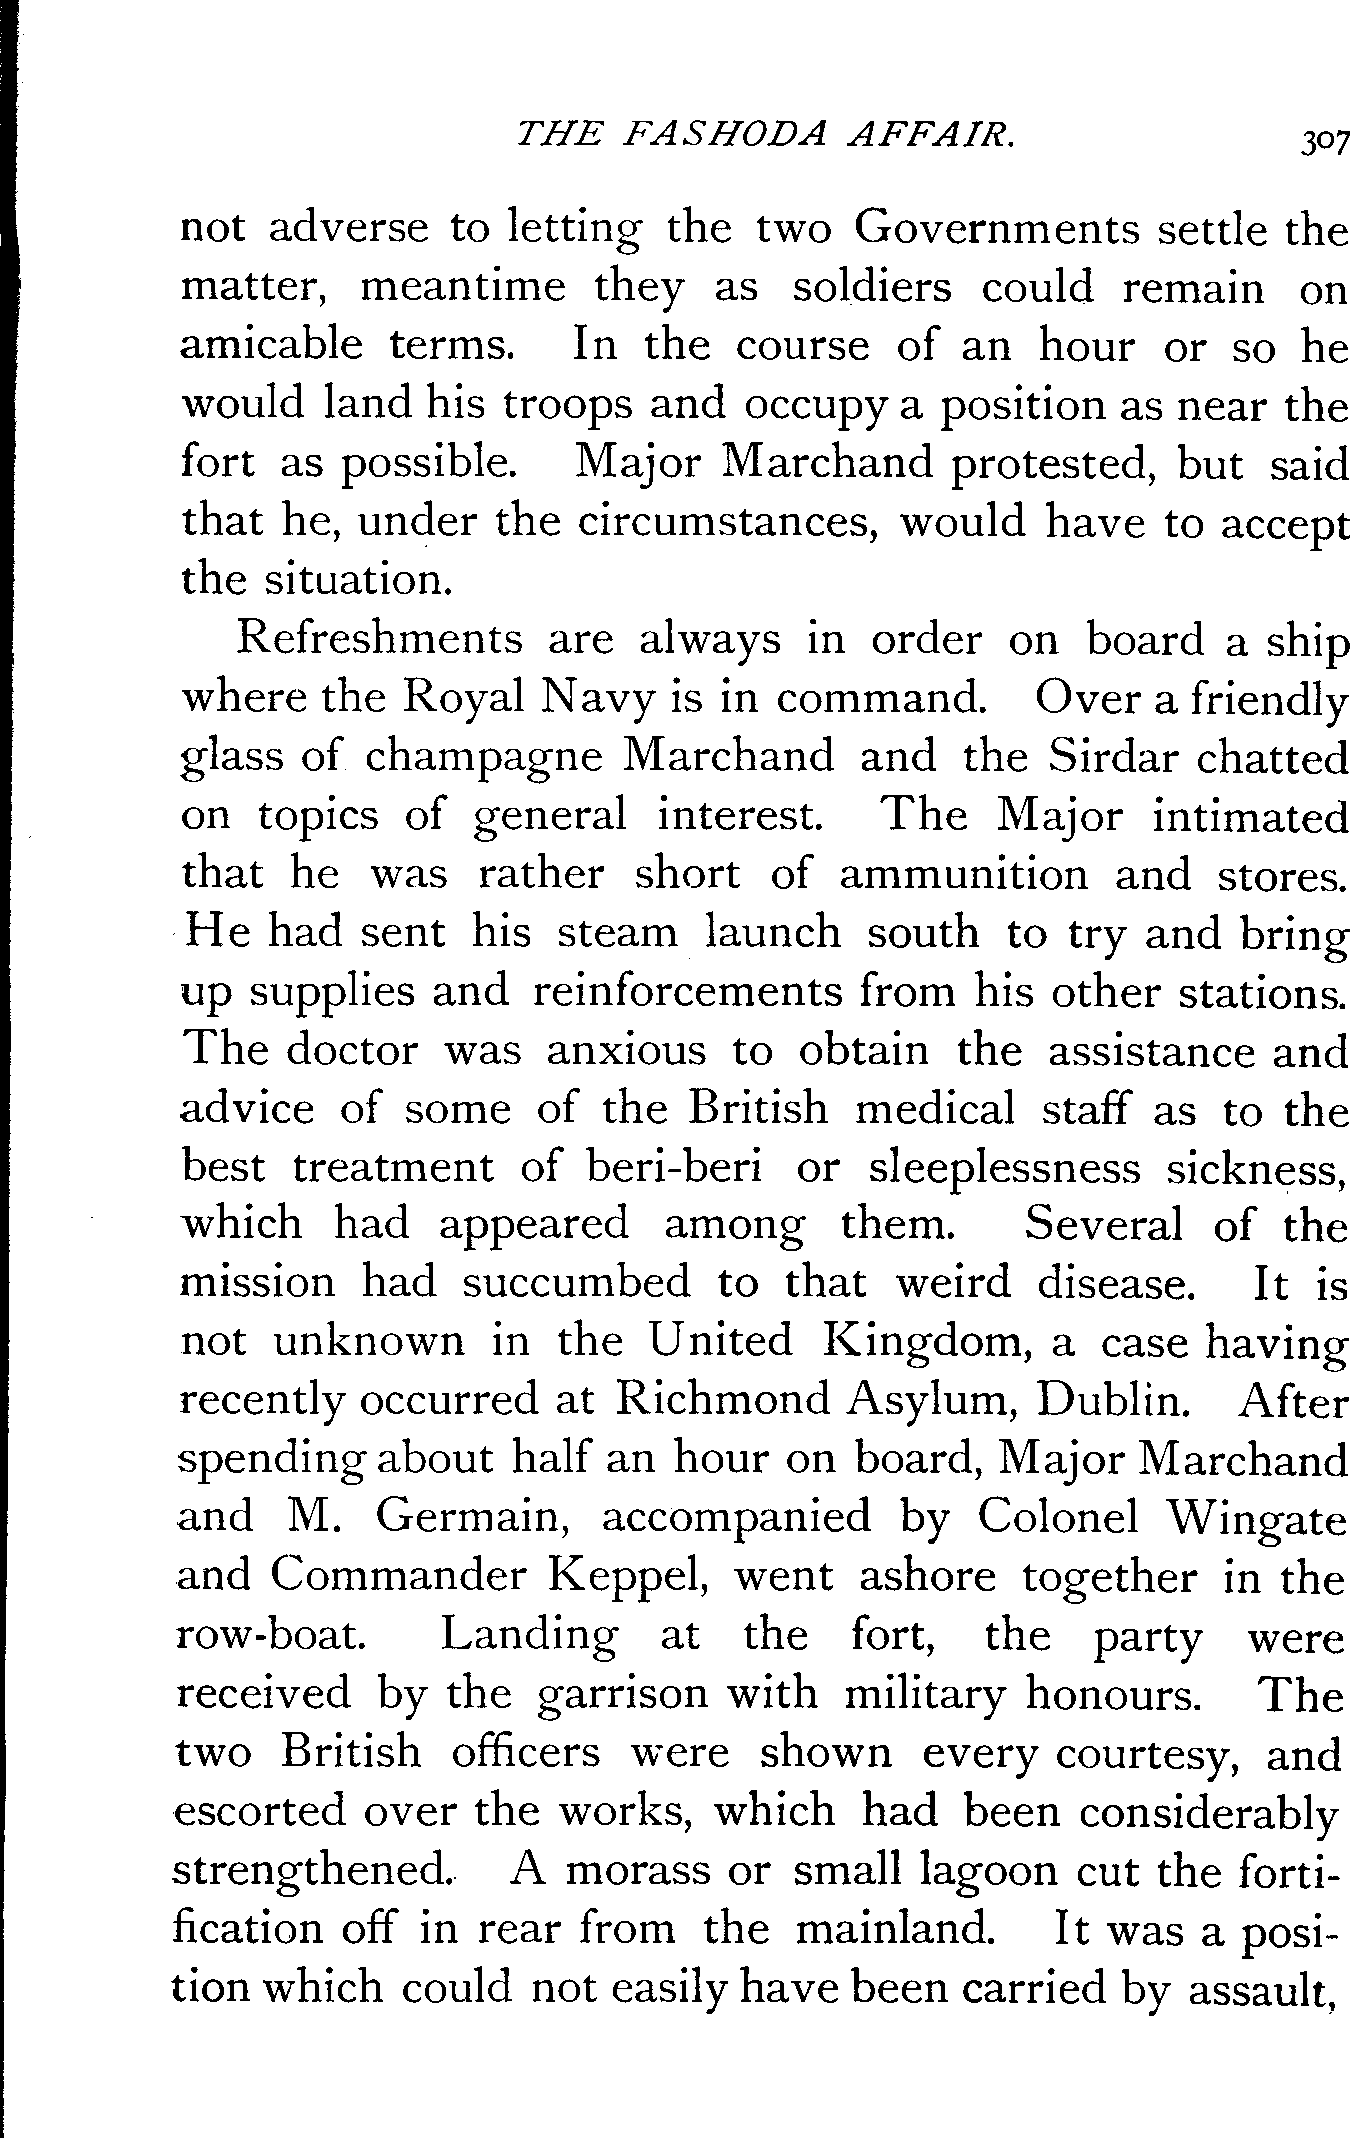 THE FASHODA AFFAIR. 307
not adverse to letting the two Governments settle the
matter, meantime they as soldiers could remain on
amicable terms. In the course of an hour or so he
would land his troops and occupy a position as near the
fort as possible. Major Marchand protested, but said
that he, under the circumstances, would have to accept
the situation.
Refreshments are always in order on board a ship
where the Royal Navy is in command. Over a friendly
glass of champagne Marchand and the Sirdar chatted
on topics of general interest. The Major intimated
that he was rather short of ammunition and stores.
He had sent his steam launch south to try and bring
up supplies and reinforcements from his other stations.
The doctor was anxious to obtain the assistance and
advice of some of the British medical staff as to the
best treatment of beri-beri or sleeplessness sickness,
which had appeared among them. Several of the
mission had succumbed to that weird disease. It is
not unknown in the United Kingdom, a case having
recently occurred at Richmond Asylum, Dublin. After
spending about half an hour on board, Major Marchand
and M. Germain, accompanied by Colonel Wingate
and Commander Keppel, went ashore together in the
row-boat. Landing at the fort, the party were
received by the garrison with military honours. The
two British officers were shown every courtesy, and
escorted over the works, which had been considerably
strengthened. A morass or small lagoon cut the forti-
fication off in rear from the mainland. It was a posi-
tion which could not easily have been carried by assault,